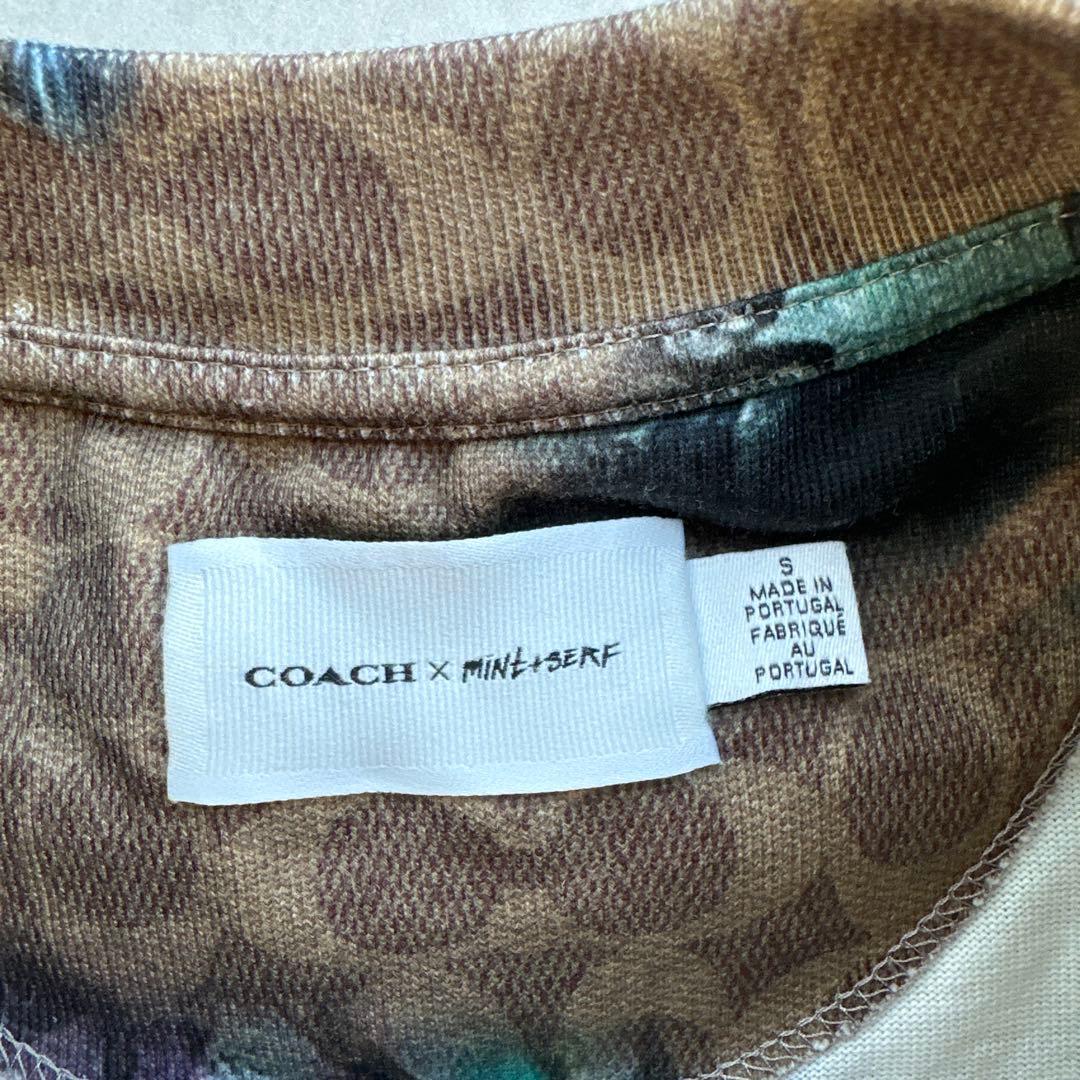 COACH × MiNt+SERF
S
MADE IN
PORTUGAL
FABRIQUÉ
AU
PORTUGAL